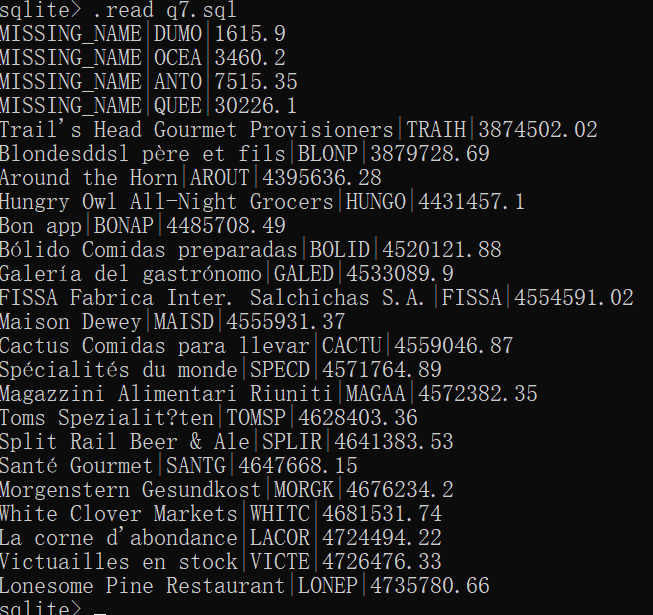 sqlite> .read q7.sql
MISSING_NAME|DUMO|1615.9
MISSING_NAME|OCEA|3460.2
MISSING_NAME|ANTO|7515.35
MISSING_NAME|QUEE|30226.1
Trail's Head Gourmet Provisioners|TRAIH|3874502.02
Blondesddsl père et fils|BLONP|3879728.69
Around the Horn|AROUT|4395636.28
Hungry Owl All-Night Grocers|HUNGO|4431457.1
Bon app|BONAP|4485708.49
Bólido Comidas preparadas|BOLID|4520121.88
Galería del gastrónomo|GALED|4533089.9
FISSA Fabrica Inter. Salchichas S.A.|FISSA|4554591.02
Maison Dewey|MAISD|4555931.37
Cactus Comidas para llevar|CACTU|4559046.87
Spécialités du monde|SPECD|4571764.89
Magazzini Alimentari Riuniti|MAGAA|4572382.35
Toms Spezialit?ten|TOMSP|4628403.36
Split Rail Beer & Ale|SPLIR|4641383.53
Santé Gourmet|SANTG|4647668.15
Morgenstern Gesundkost|MORGK|4676234.2
White Clover Markets|WHITC|4681531.74
La corne d'abondance|LACOR|4724494.22
Victuailles en stock|VICTE|4726476.33
Lonesome Pine Restaurant|LONEP|4735780.66
sqlite> _